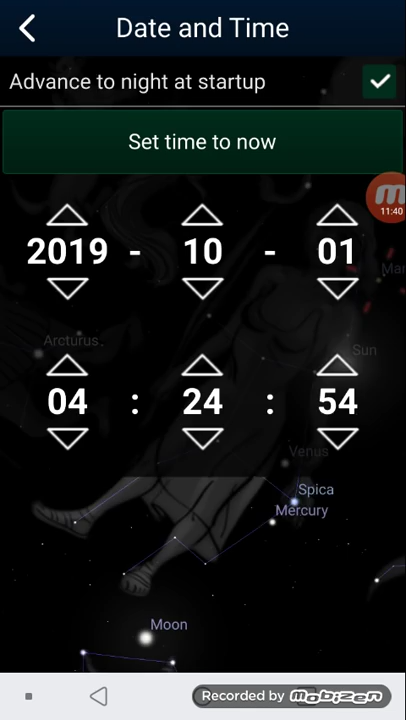 Date and Time
Advance to night at startup
Set time to now
11:40
2019 - 10 - 01
Mar
Arcturus
Sun
04 : 24 : 54
Venus
Spica
Mercury
Moon
Recorded by mobizen